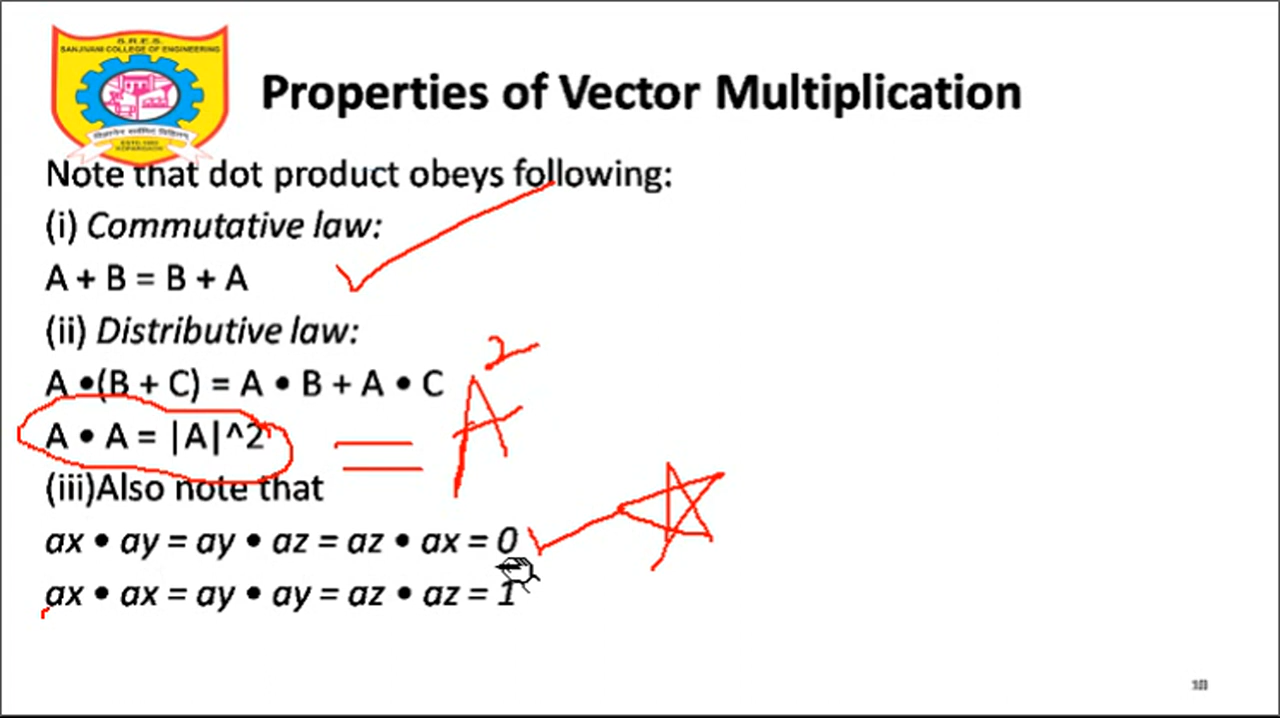 S.R.E.S.
SANJIVANI COLLEGE OF ENGINEERING
Properties of Vector Multiplication
Note that dot product obeys following:
(i) Commutative law:
A + B = B + A
(ii) Distributive law:
A •(B + C) = A • B + A • C
A • A = |A|^2 = A²
(iii)Also note that
ax • ay = ay • az = az • ax = 0
ax • ax = ay • ay = az • az = 1
10